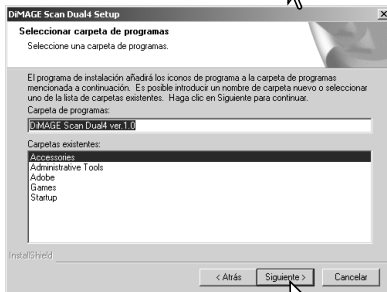 DiMAGE Scan Dual4 Setup
Seleccionar carpeta de programas
Seleccione una carpeta de programas.
El programa de instalación añadirá los iconos de programa a la carpeta de programas
mencionada a continuación. Es posible introducir un nombre de carpeta nuevo o seleccionar
uno de la lista de carpetas existentes. Haga clic en Siguiente para continuar.
Carpeta de programas:
DiMAGE Scan Dual4 ver.1.0
Carpetas existentes:
Accessories
Administrative Tools
Adobe
Games
Startup
InstallShield
< Atrás
Siguiente >
Cancelar